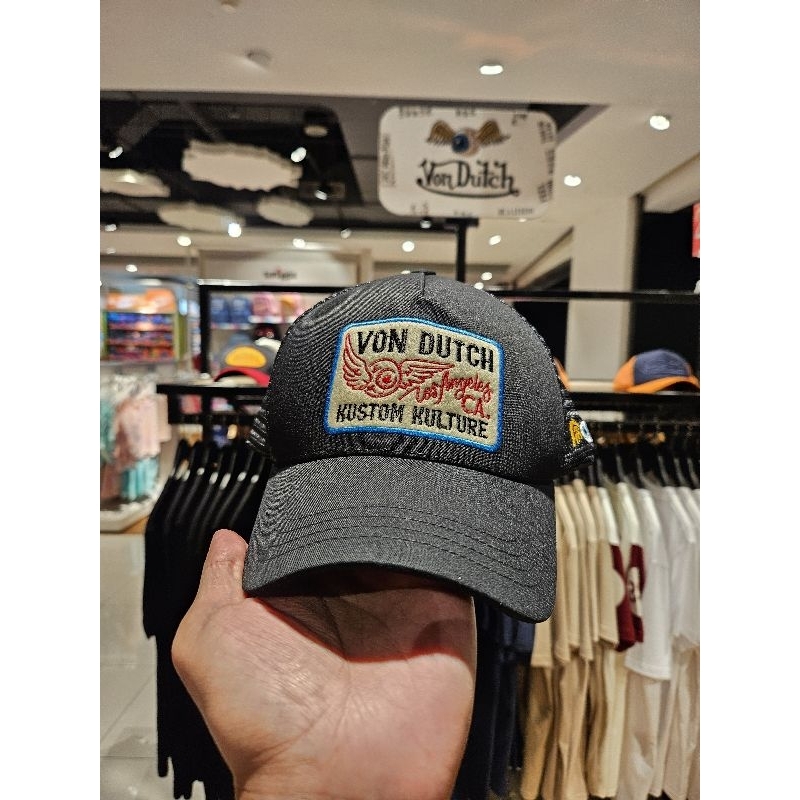 Von Dutch
VON DUTCH
Los Angeles
CA.
KUSTOM KULTURE